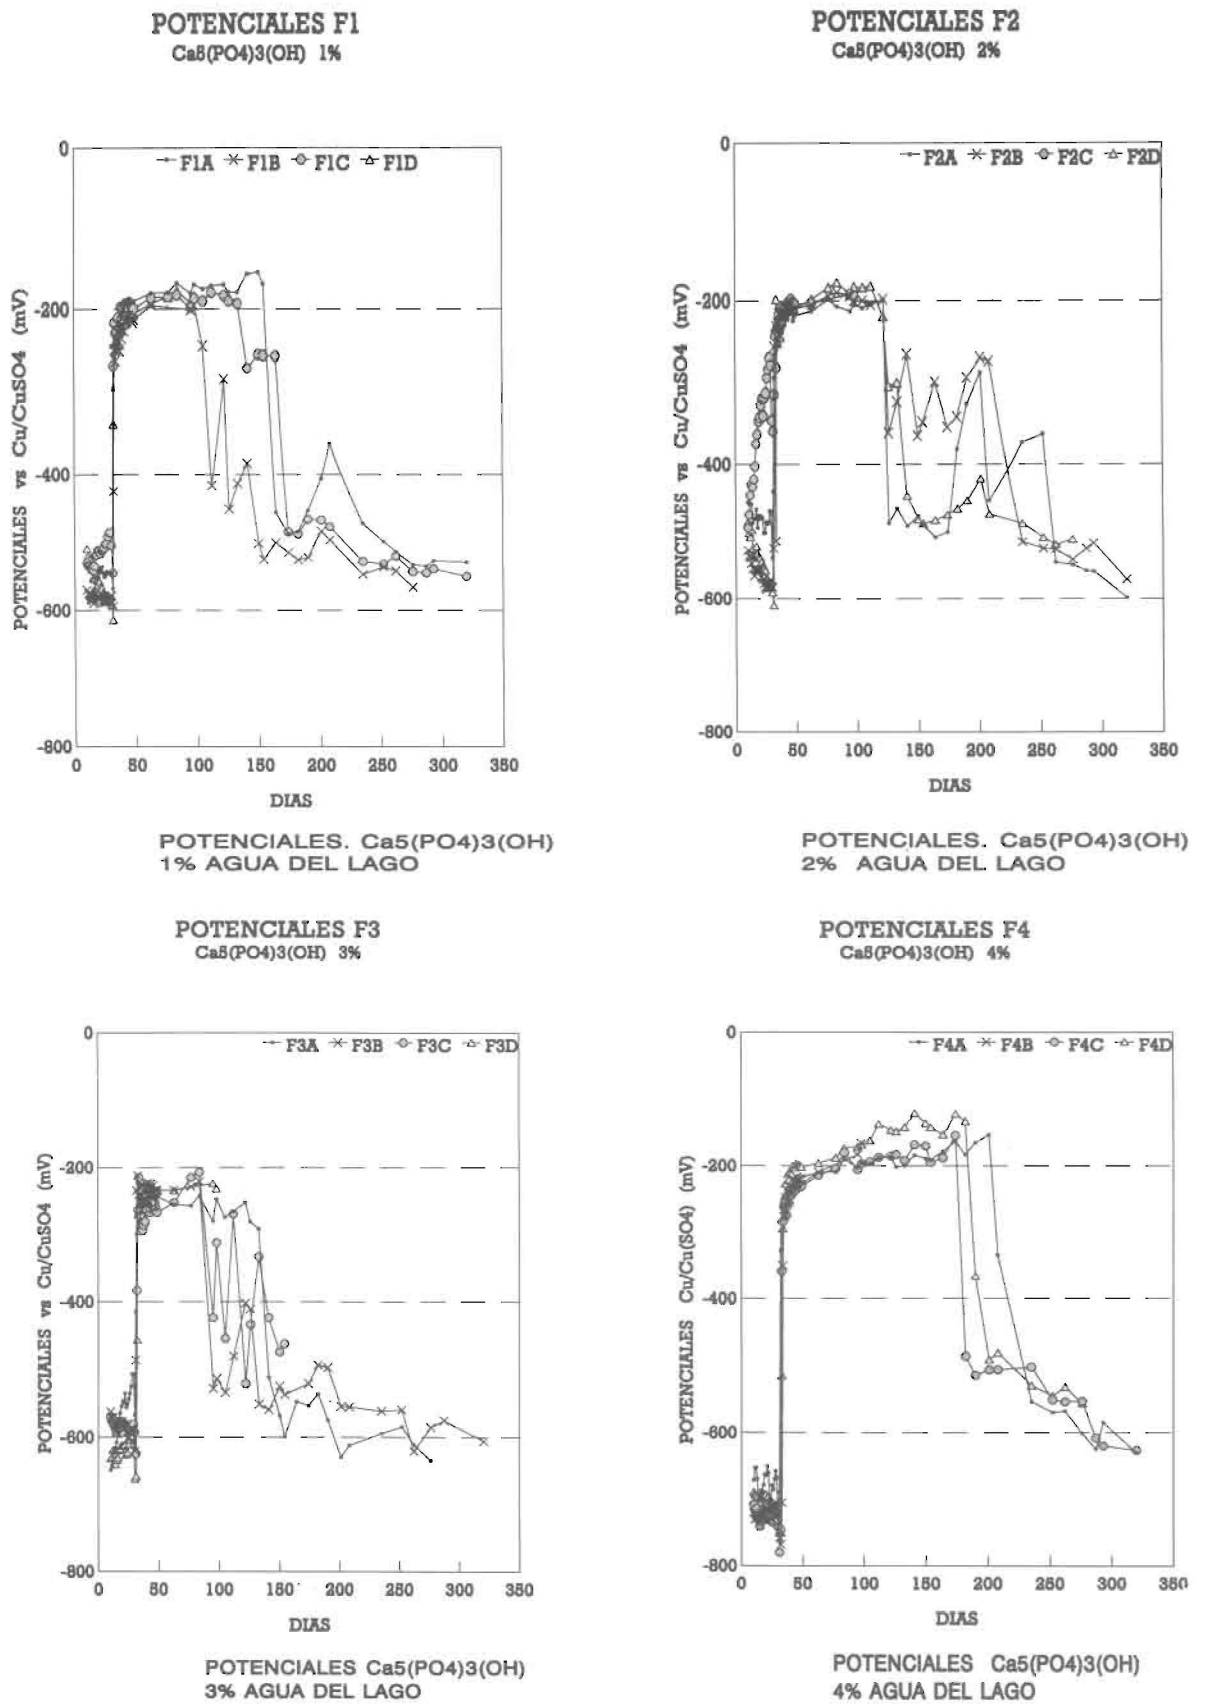 POTENCIALES F1
Ca5(PO4)3(OH) 1%
0
F1A F1B F1C F1D
-200
-400
-600
-800
0 50 100 150 200 250 300 350
POTENCIALES vs Cu/CuSO4 (mV)
DIAS
POTENCIALES. Ca5(PO4)3(OH)
1% AGUA DEL LAGO
POTENCIALES F2
Ca5(PO4)3(OH) 2%
0
F2A F2B F2C F2D
-200
-400
-600
-800
0 50 100 150 200 250 300 350
POTENCIALES vs Cu/CuSO4 (mV)
DIAS
POTENCIALES. Ca5(PO4)3(OH)
2% AGUA DEL LAGO
POTENCIALES F3
Ca5(PO4)3(OH) 3%
0
F3A F3B F3C F3D
-200
-400
-600
-800
0 50 100 150 200 250 300 350
POTENCIALES vs Cu/CuSO4 (mV)
DIAS
POTENCIALES Ca5(PO4)3(OH)
3% AGUA DEL LAGO
POTENCIALES F4
Ca5(PO4)3(OH) 4%
0
F4A F4B F4C F4D
-200
-400
-600
-800
0 50 100 150 200 250 300 350
POTENCIALES Cu/Cu(SO4) (mV)
DIAS
POTENCIALES Ca5(PO4)3(OH)
4% AGUA DEL LAGO